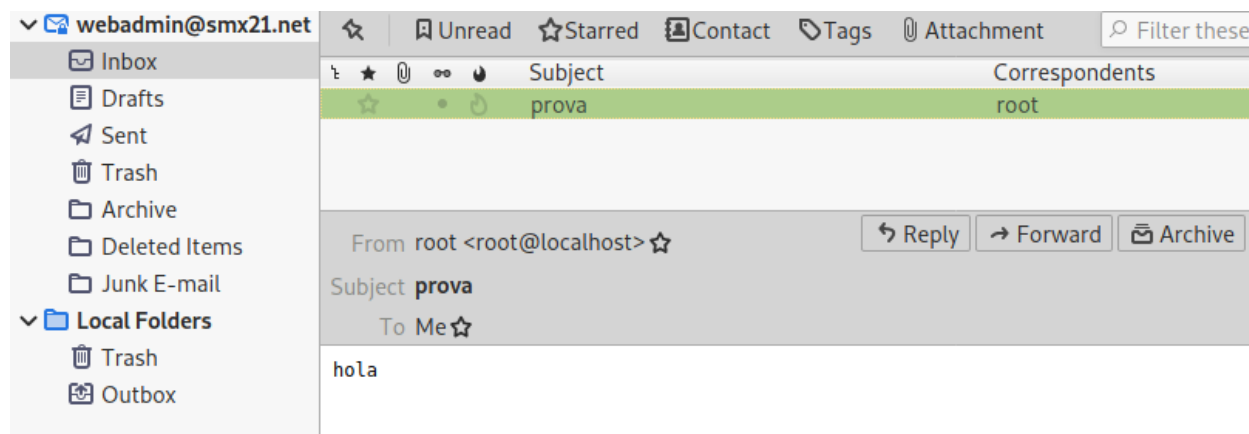 webadmin@smx21.net
Inbox
Drafts
Sent
Trash
Archive
Deleted Items
Junk E-mail
Local Folders
Trash
Outbox
Unread Starred Contact Tags Attachment Filter these
Subject Correspondents
prova root
From root <root@localhost>
Reply Forward Archive
Subject prova
To Me
hola